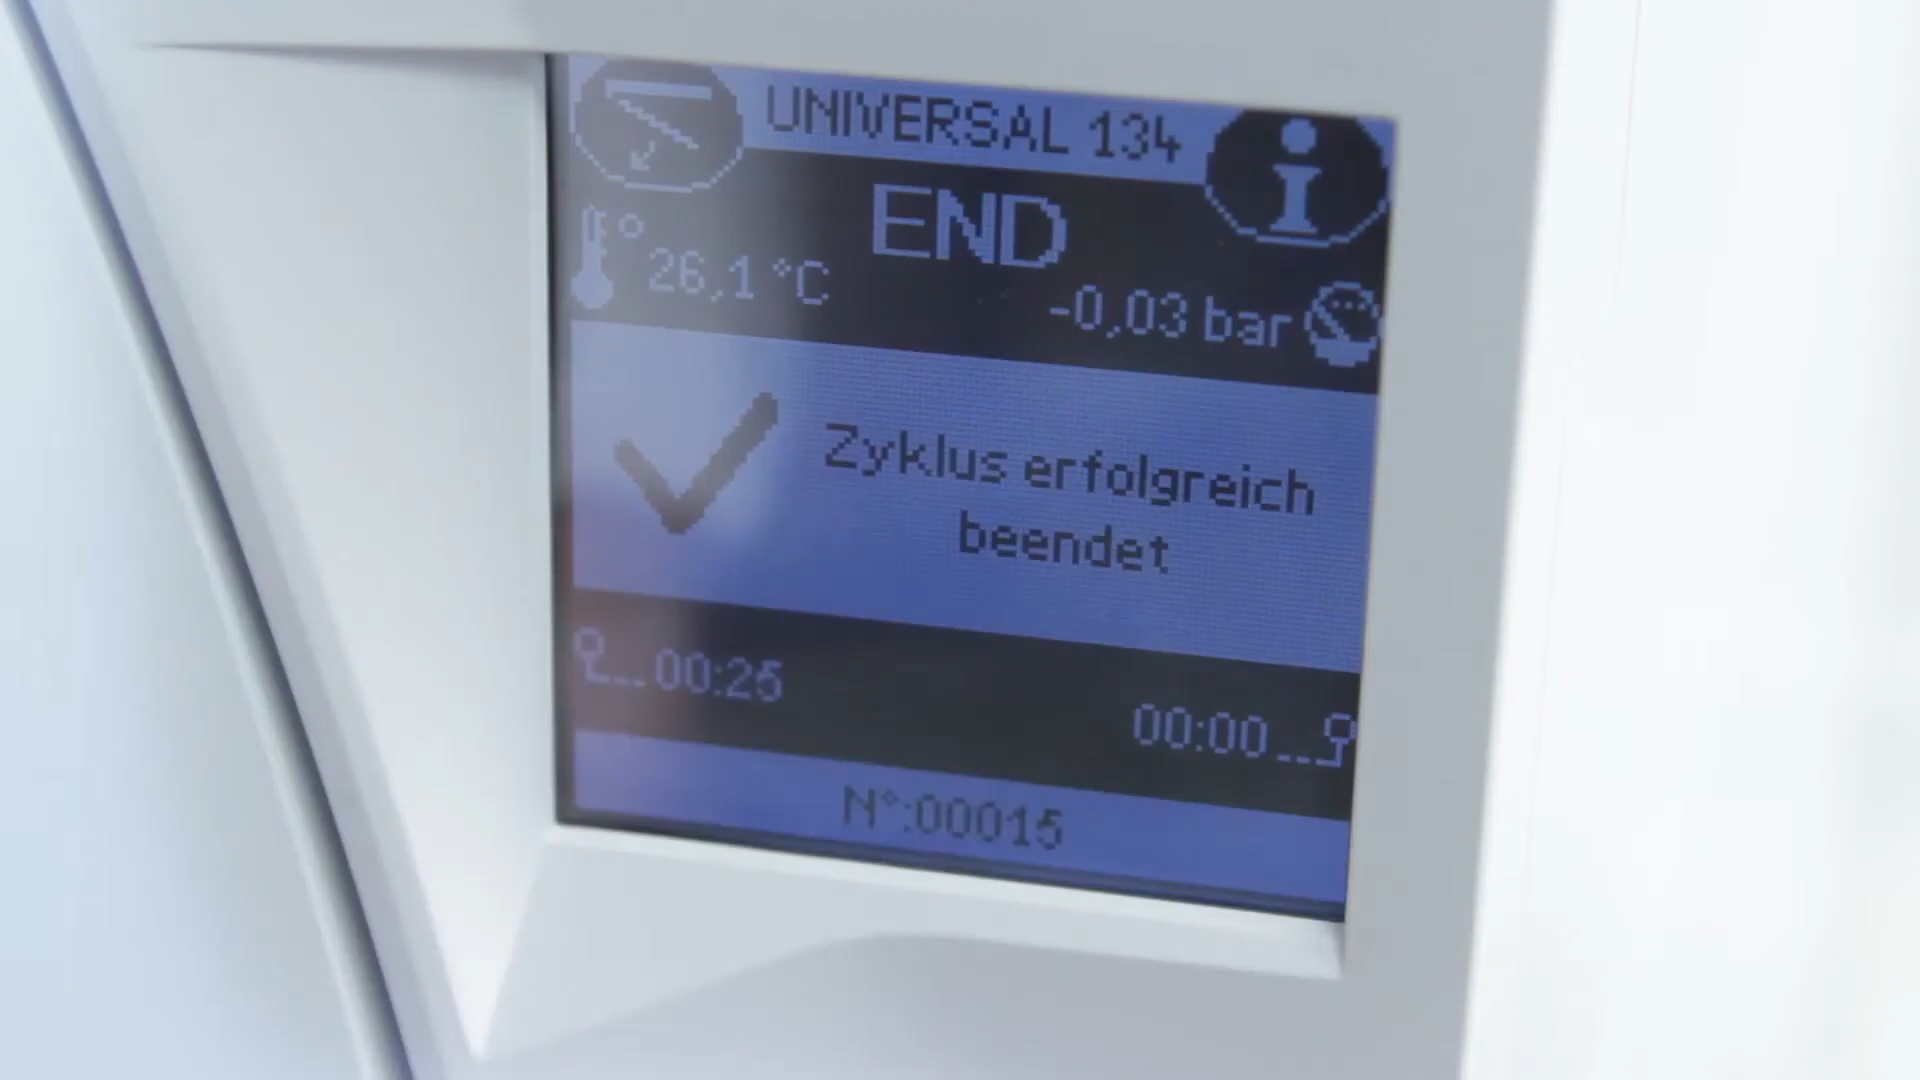 UNIVERSAL 134
END
26,1 °C
-0,03 bar
Zyklus erfolgreich
beendet
00:25
00:00
N°:00015